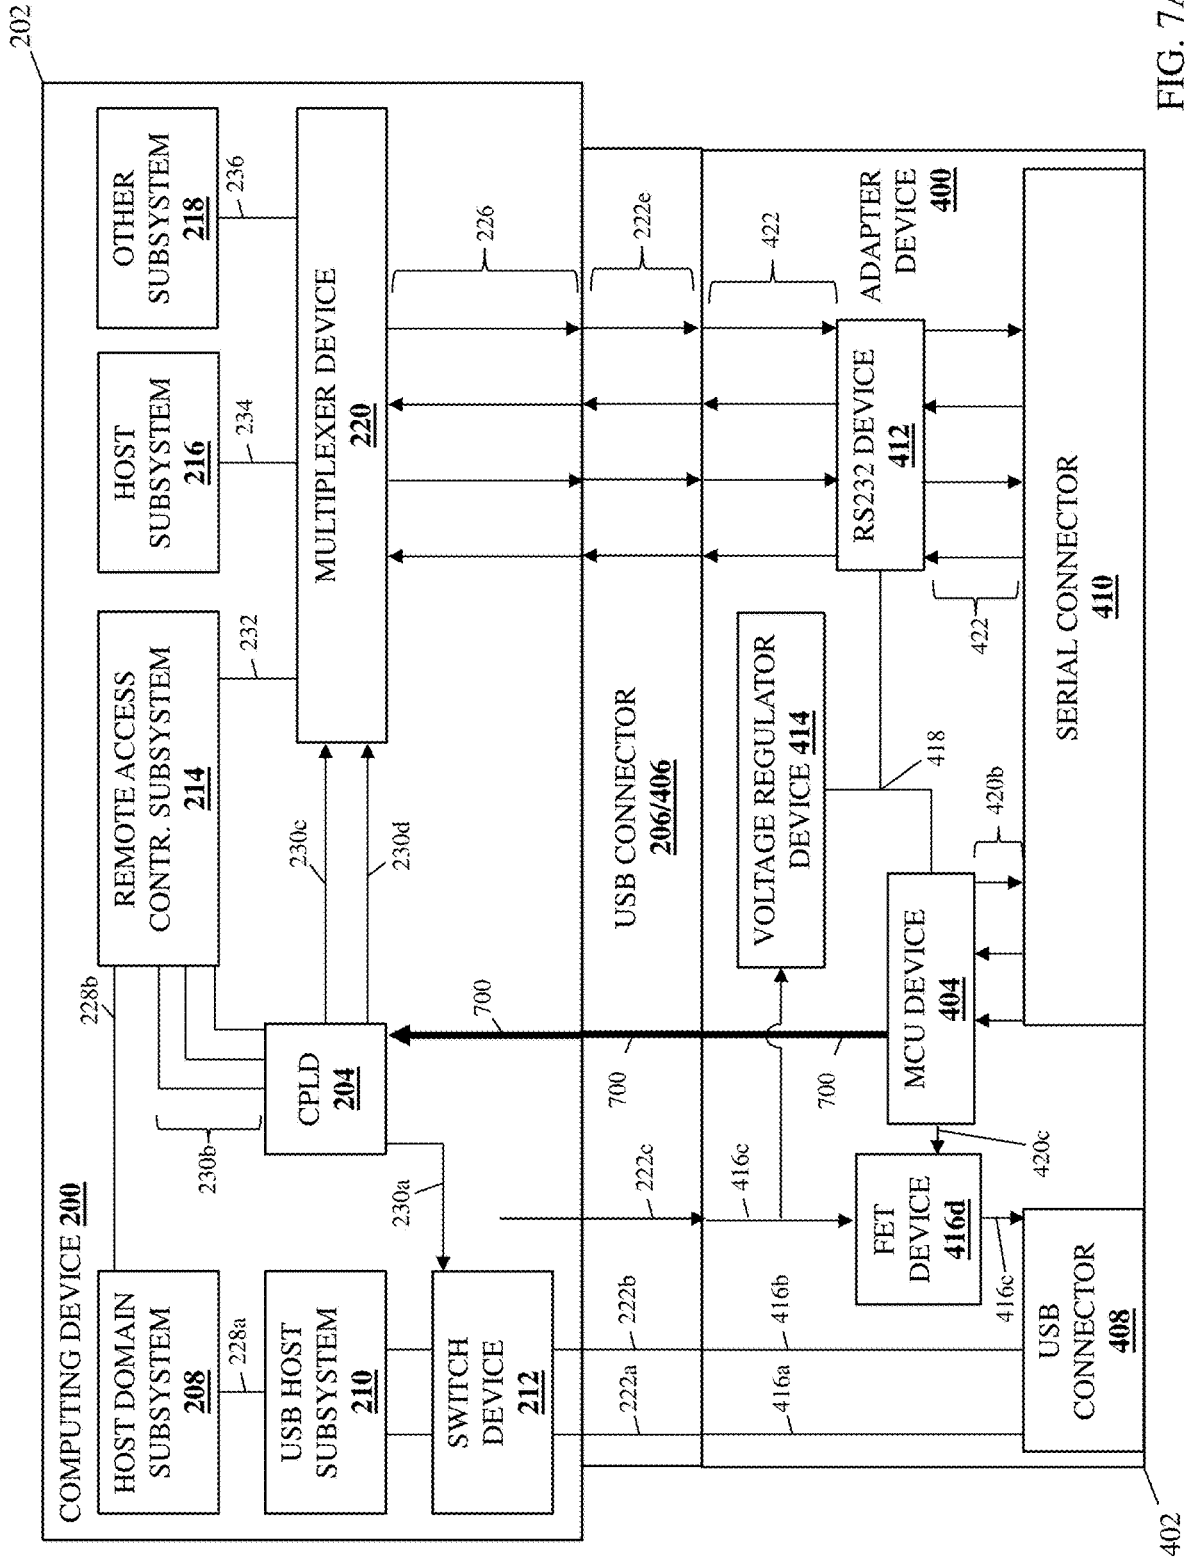 202
COMPUTING DEVICE 200
HOST DOMAIN
SUBSYSTEM
208
228b
REMOTE ACCESS
CONTR. SUBSYSTEM
214
HOST
SUBSYSTEM
216
OTHER
SUBSYSTEM
218
228a
230b
232
234
236
USB HOST
SUBSYSTEM
210
CPLD
204
230c
230d
MULTIPLEXER DEVICE
220
230a
SWITCH
DEVICE
212
700
226
222a
222b
222c
700
USB CONNECTOR
206/406
222e
416a
416b
416c
700
VOLTAGE REGULATOR
DEVICE 414
422
ADAPTER
DEVICE
400
RS232 DEVICE
412
FET
DEVICE
416d
MCU DEVICE
404
418
416c
420c
420b
422
USB
CONNECTOR
408
SERIAL CONNECTOR
410
402
FIG. 7A